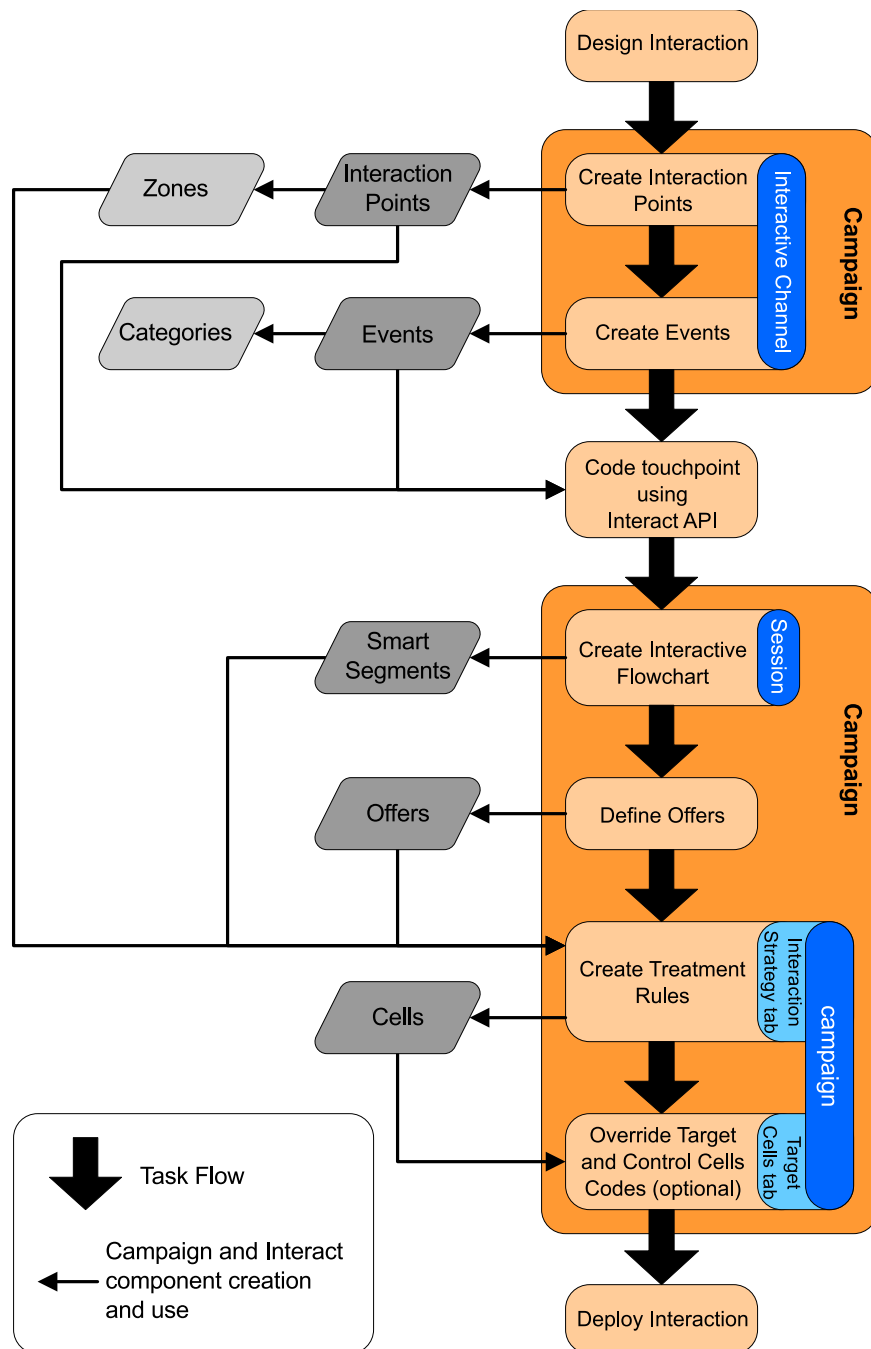 Design Interaction
Zones
Interaction
Points
Create Interaction
Points
Interactive Channel
Campaign
Categories
Events
Create Events
Code touchpoint
using
Interact API
Smart
Segments
Create Interactive
Flowchart
Session
Campaign
Offers
Define Offers
Create Treatment
Rules
Interaction
Strategy tab
campaign
Cells
Override Target
and Control Cells
Codes (optional)
Target
Cells tab
Task Flow
Campaign and Interact
component creation
and use
Deploy Interaction